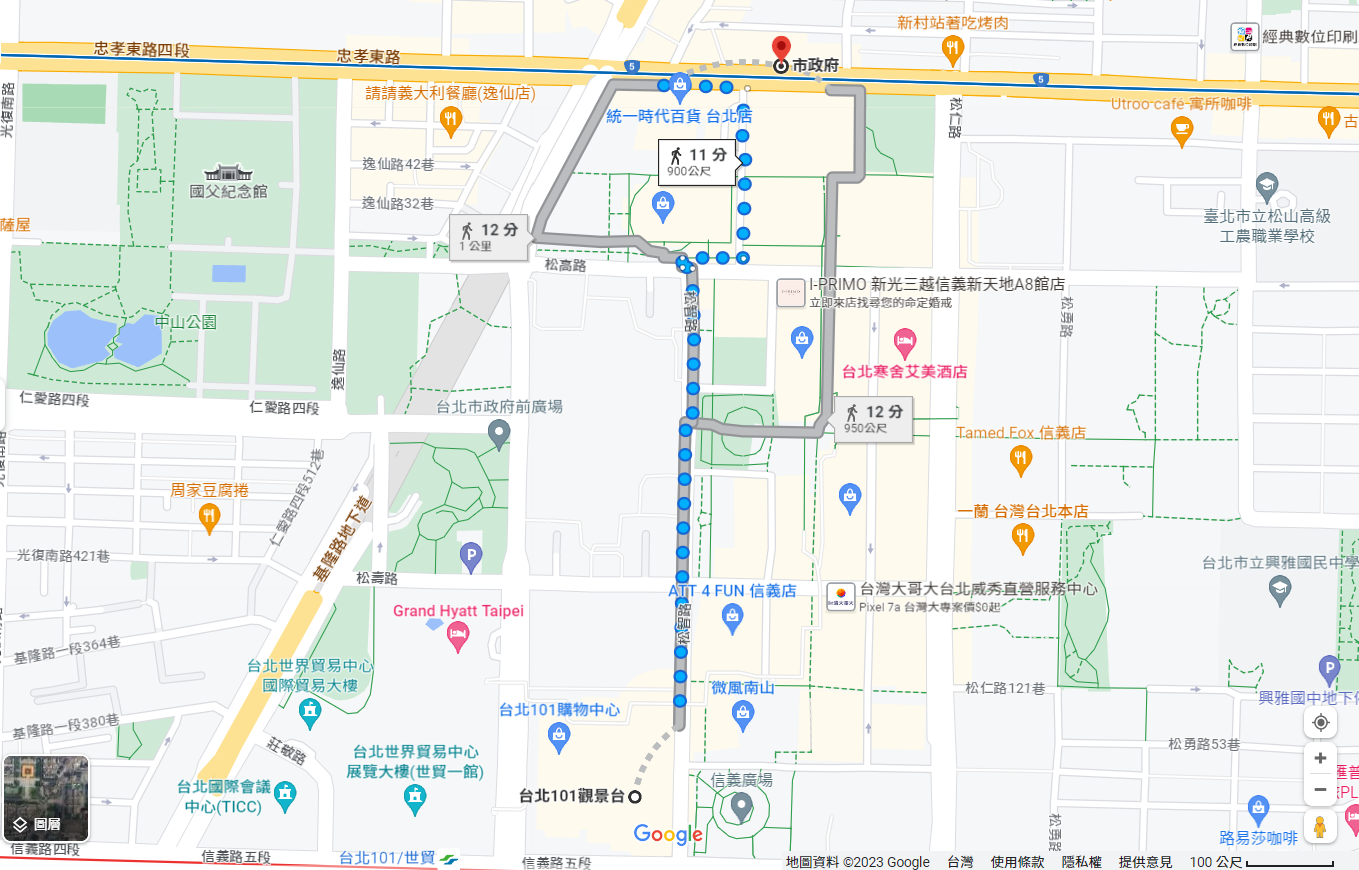 新村站著吃烤肉
經典數位印刷
忠孝東路四段
忠孝東路
5
市政府
5
請請義大利餐廳(逸仙店)
統一時代百貨 台北店
Utroo café 寓所咖啡
古
光復南路
松仁路
11 分
900公尺
逸仙路42巷
國父紀念館
逸仙路32巷
薩屋
臺北市立松山高級
工農職業學校
12 分
1 公里
松高路
I-PRIMO 新光三越信義新天地A8館店
立即來店找尋您的命定婚戒
松智路
松勇路
中山公園
逸仙路
台北寒舍艾美酒店
仁愛路四段
仁愛路四段
台北市政府前廣場
12 分
950公尺
Tamed Fox 信義店
仁愛路四段512巷
周家豆腐捲
一蘭 台灣台北本店
基隆路地下道
光復南路421巷
P
松壽路
台北市立興雅國民中學
ATT 4 FUN 信義店
台灣大哥大台北威秀直營服務中心
Pixel 7a 台灣大專案價$0起
Grand Hyatt Taipei
松智路
基隆路一段364巷
台北世界貿易中心
國際貿易大樓
P
微風南山
松仁路121巷
興雅國中地下停
台北101購物中心
基隆路一段380巷
莊敬路
松勇路53巷
台北世界貿易中心
展覽大樓(世貿一館)
信義廣場
台北國際會議
中心(TICC)
台北101觀景台
圖層
松勇路
Google
路易莎咖啡
信義路四段
信義路五段
台北101/世貿
信義路五段
地圖資料 ©2023 Google
台灣
使用條款
隱私權
提供意見
100 公尺